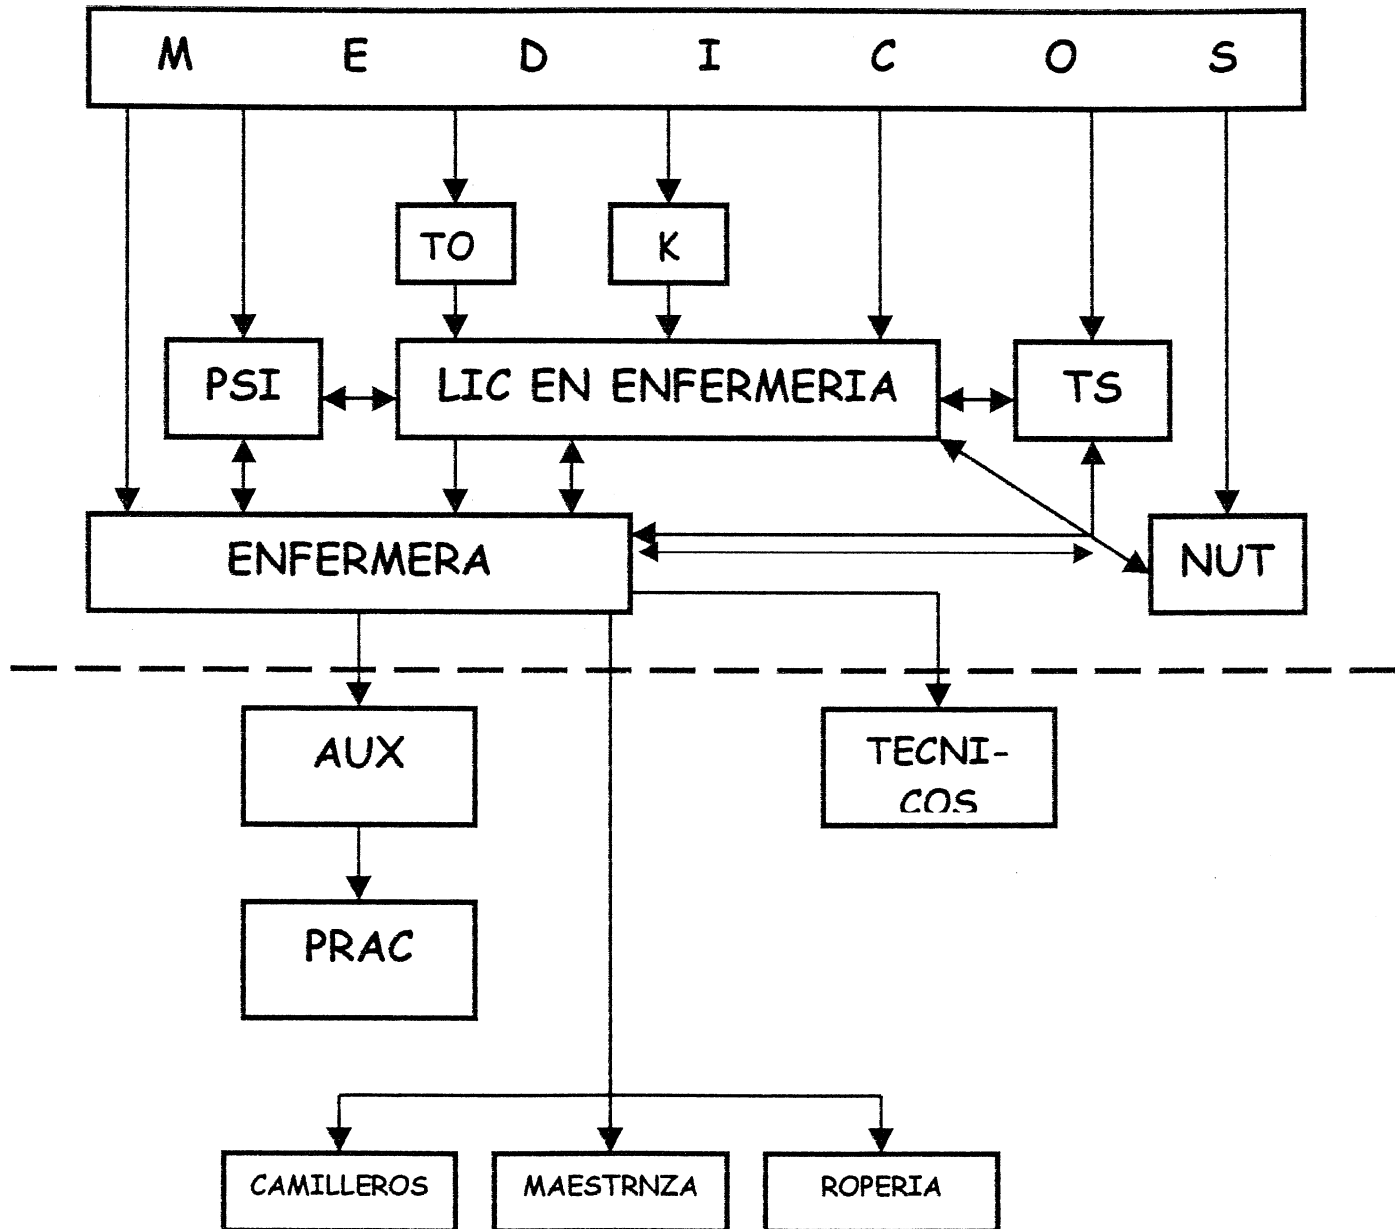 M E D I C O S
TO
K
PSI
LIC EN ENFERMERIA
TS
ENFERMERA
NUT
AUX
TECNI-
COS
PRAC
CAMILLEROS
MAESTRNZA
ROPERIA